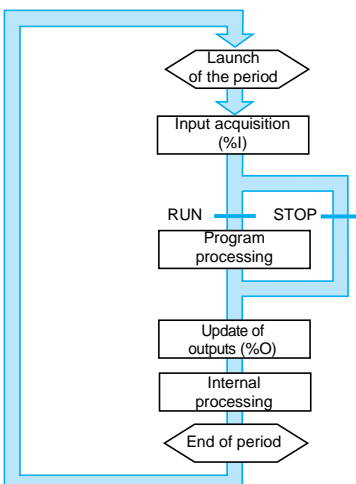 Launch
of the period
Input acquisition
(%I)
RUN
STOP
Program
processing
Update of
outputs (%O)
Internal
processing
End of period